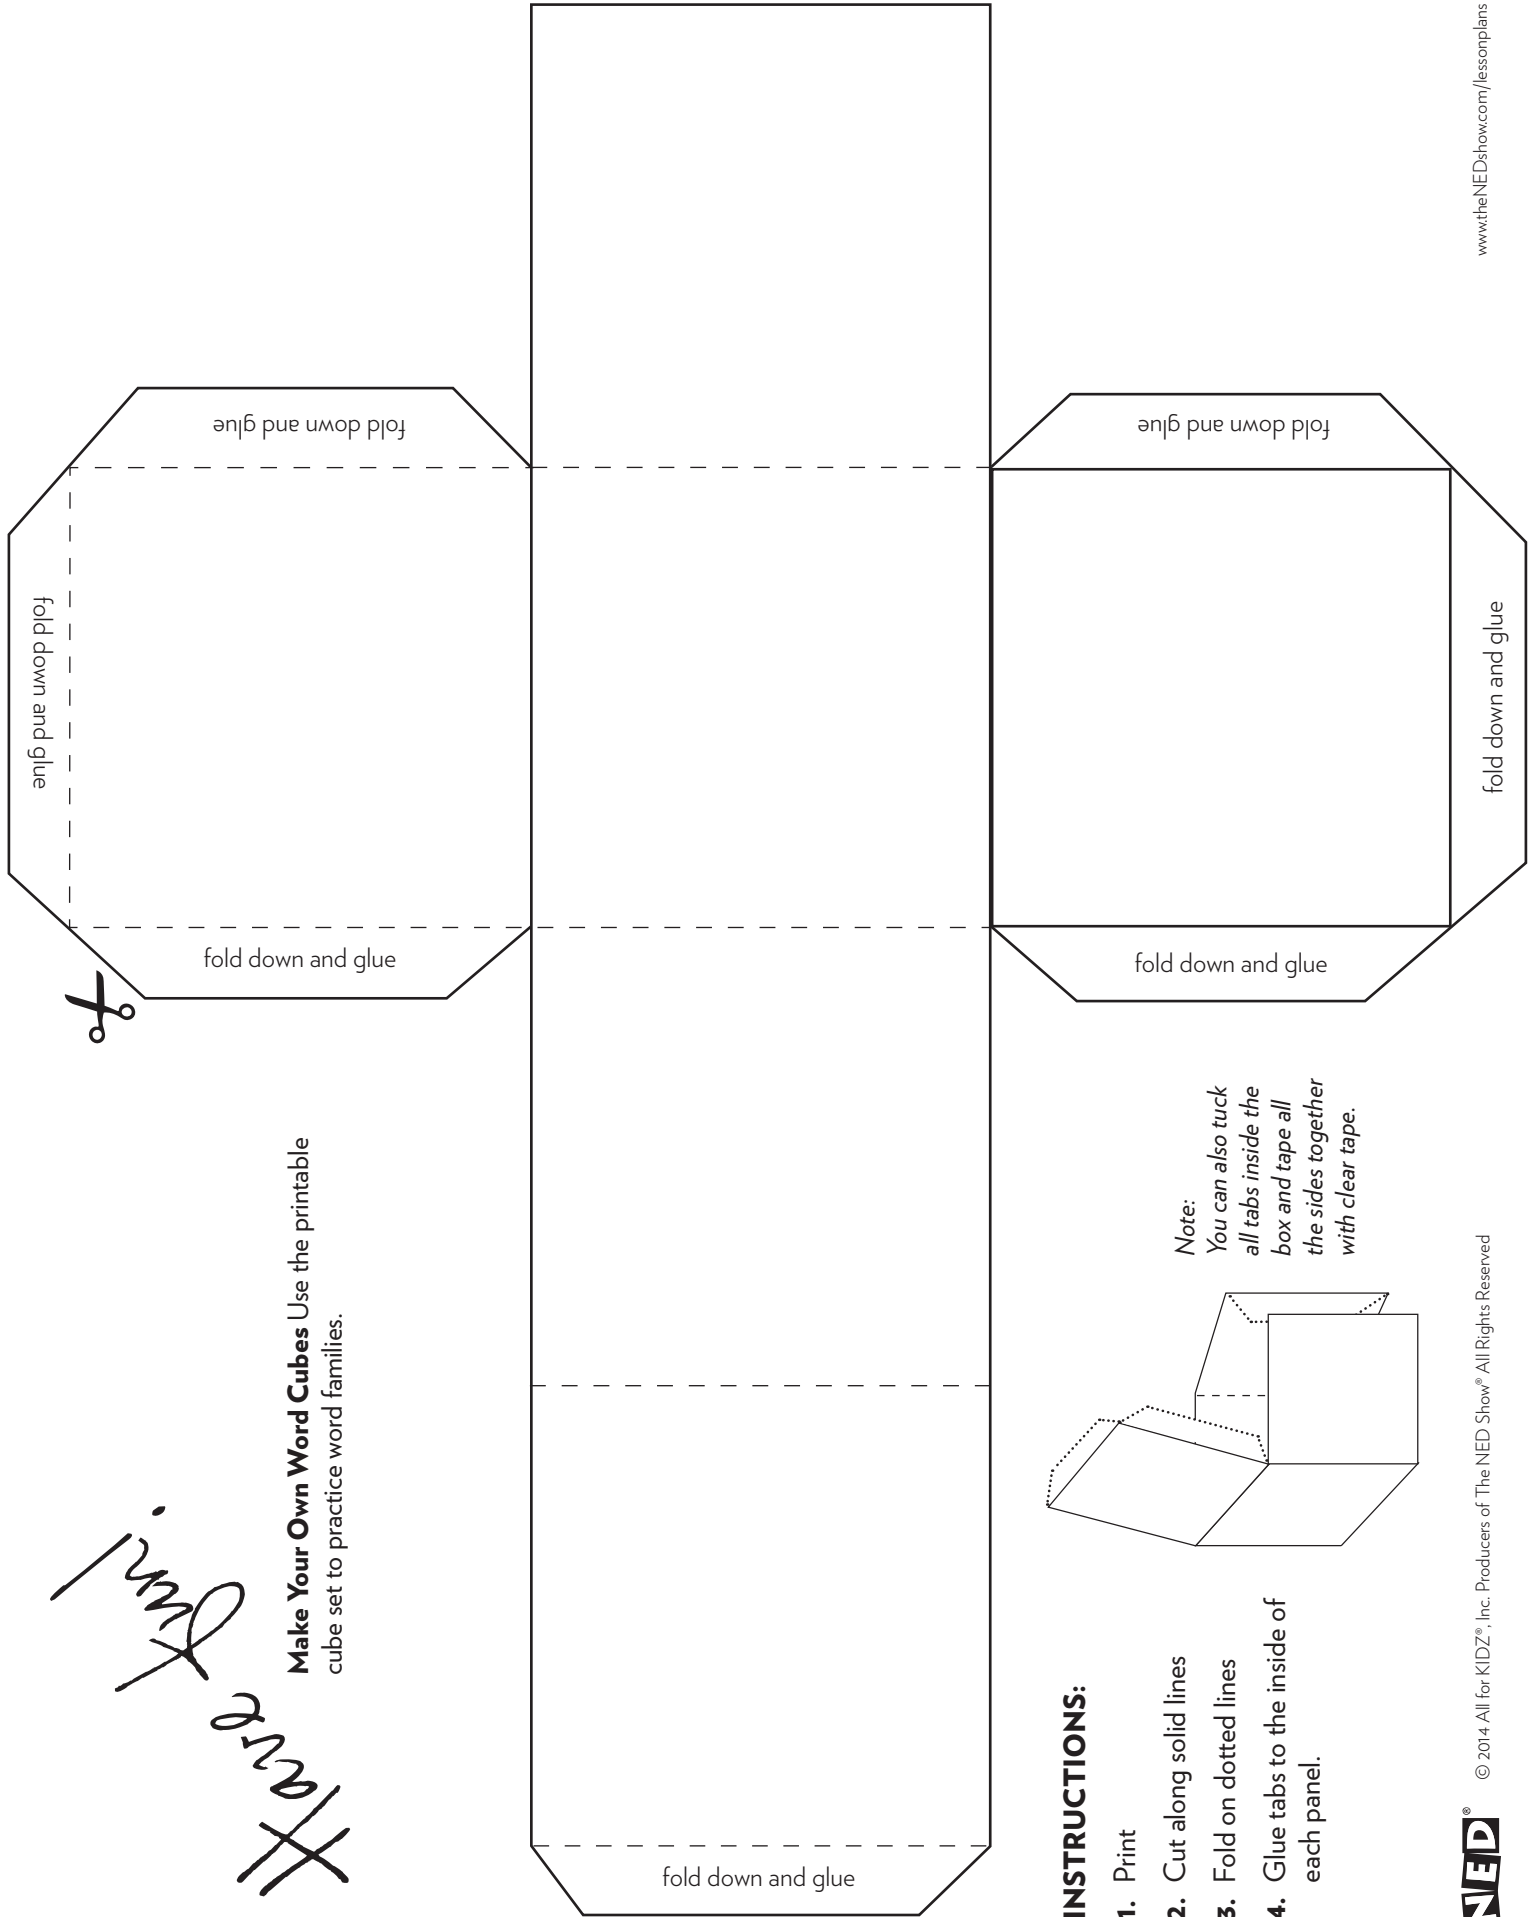 Have Fun!
Make Your Own Word Cubes Use the printable
cube set to practice word families.
fold down and glue
fold down and glue
fold down and glue
fold down and glue
fold down and glue
fold down and glue
fold down and glue
INSTRUCTIONS:
1. Print
2. Cut along solid lines
3. Fold on dotted lines
4. Glue tabs to the inside of
each panel.
Note:
You can also tuck
all tabs inside the
box and tape all
the sides together
with clear tape.
NED®
© 2014 All for KIDZ®, Inc. Producers of The NED Show® All Rights Reserved
www.theNEDshow.com/lessonplans